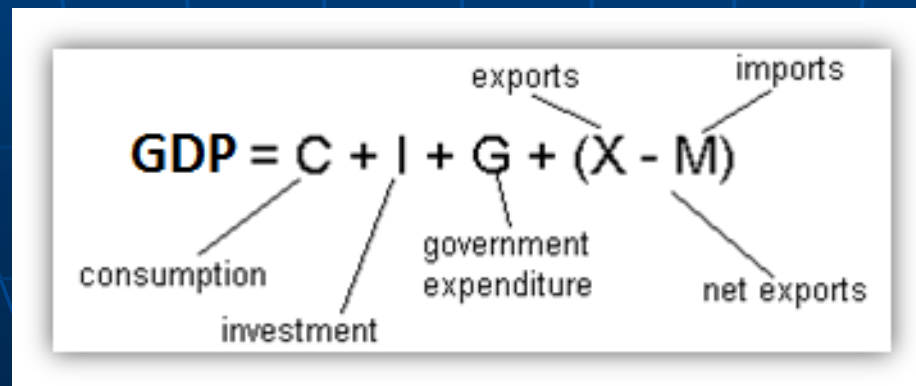 exports
imports
GDP = C + I + G + (X - M)
consumption
government
expenditure
net exports
investment